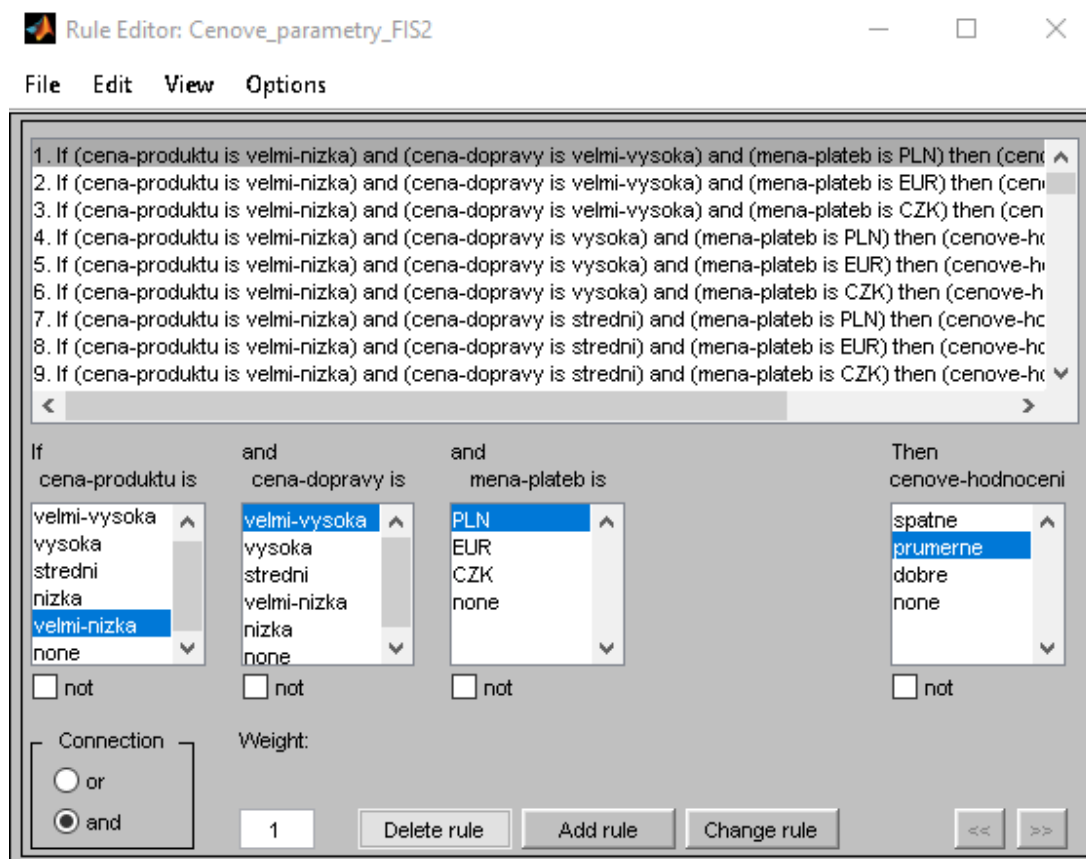 Rule Editor: Cenove_parametry_FIS2
File Edit View Options
1. If (cena-produktu is velmi-nizka) and (cena-dopravy is velmi-vysoka) and (mena-plateb is PLN) then (cen
2. If (cena-produktu is velmi-nizka) and (cena-dopravy is velmi-vysoka) and (mena-plateb is EUR) then (cen
3. If (cena-produktu is velmi-nizka) and (cena-dopravy is velmi-vysoka) and (mena-plateb is CZK) then (cen
4. If (cena-produktu is velmi-nizka) and (cena-dopravy is vysoka) and (mena-plateb is PLN) then (cenove-h
5. If (cena-produktu is velmi-nizka) and (cena-dopravy is vysoka) and (mena-plateb is EUR) then (cenove-h
6. If (cena-produktu is velmi-nizka) and (cena-dopravy is vysoka) and (mena-plateb is CZK) then (cenove-h
7. If (cena-produktu is velmi-nizka) and (cena-dopravy is stredni) and (mena-plateb is PLN) then (cenove-ho
8. If (cena-produktu is velmi-nizka) and (cena-dopravy is stredni) and (mena-plateb is EUR) then (cenove-ho
9. If (cena-produktu is velmi-nizka) and (cena-dopravy is stredni) and (mena-plateb is CZK) then (cenove-h
If and and Then
cena-produktu is cena-dopravy is mena-plateb is cenove-hodnoceni
velmi-vysoka velmi-vysoka PLN spatne
vysoka vysoka EUR prumerne
stredni stredni CZK dobre
nizka velmi-nizka none none
velmi-nizka nizka
none none
not not not not
Connection Weight:
or
and 1 Delete rule Add rule Change rule << >>